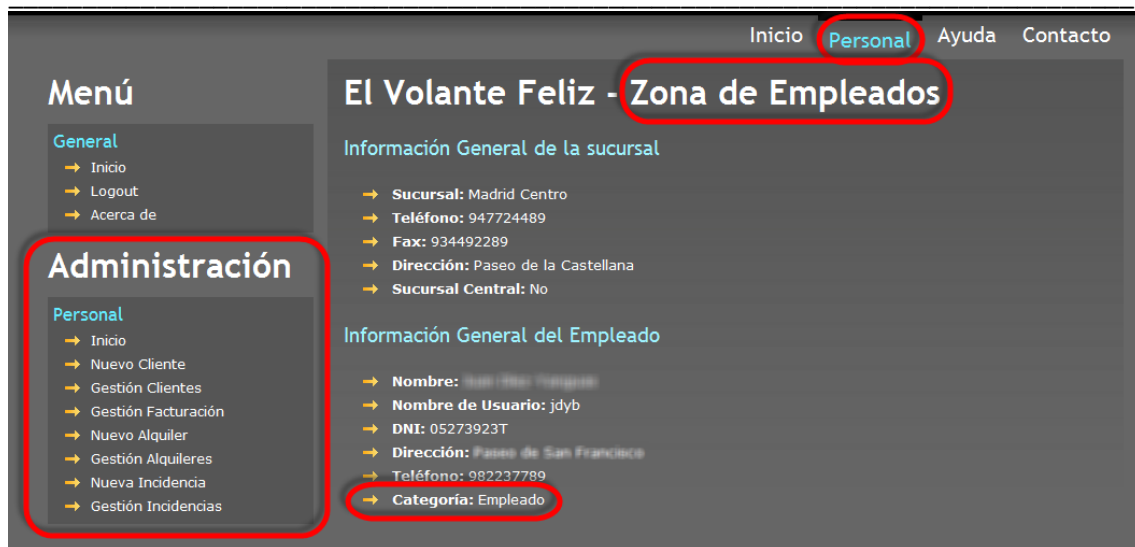 Inicio Personal Ayuda Contacto
Menú
General
Inicio
Logout
Acerca de
Administración
Personal
Inicio
Nuevo Cliente
Gestión Clientes
Gestión Facturación
Nuevo Alquiler
Gestión Alquileres
Nueva Incidencia
Gestión Incidencias
El Volante Feliz - Zona de Empleados
Información General de la sucursal
Sucursal: Madrid Centro
Teléfono: 947724489
Fax: 934492289
Dirección: Paseo de la Castellana
Sucursal Central: No
Información General del Empleado
Nombre:
Nombre de Usuario: jdyb
DNI: 05273923T
Dirección:
Teléfono: 982237789
Categoría: Empleado